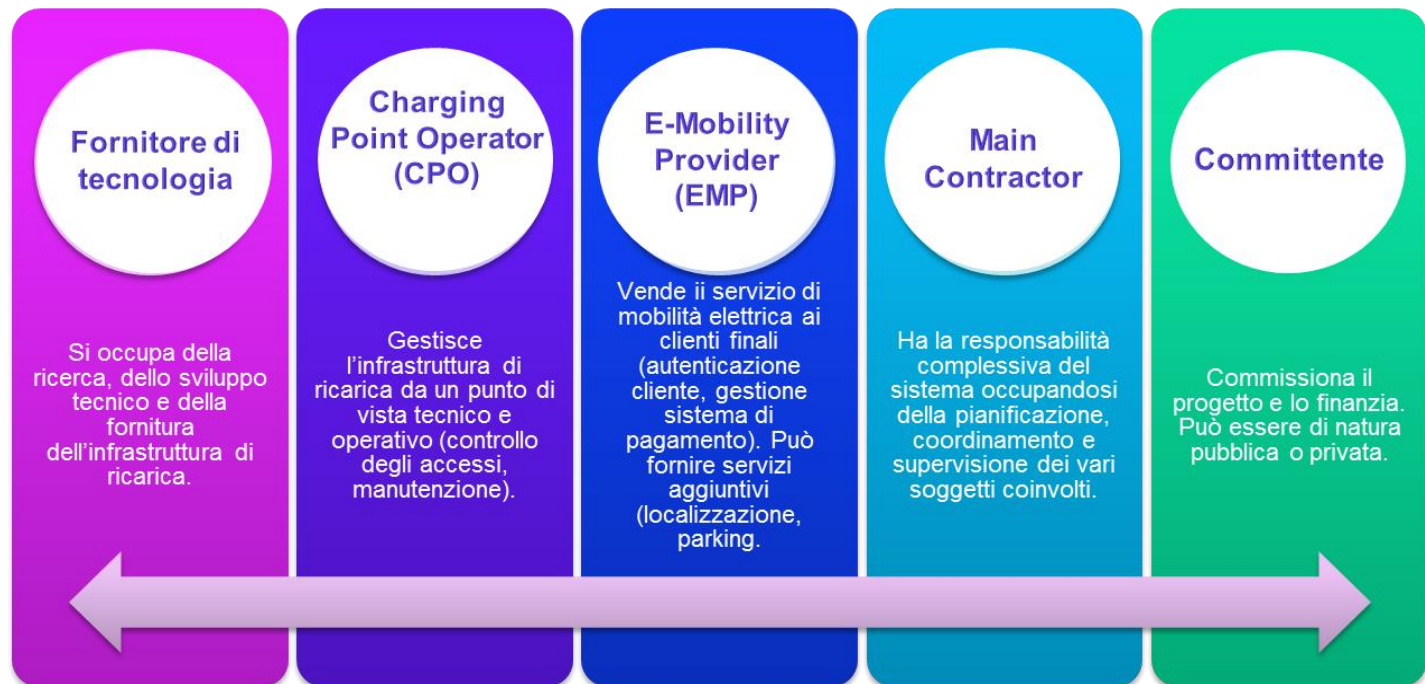 Fornitore di
tecnologia
Si occupa della
ricerca, dello sviluppo
tecnico e della
fornitura
dell’infrastruttura di
ricarica.
Charging
Point Operator
(CPO)
Gestisce
l’infrastruttura di
ricarica da un punto di
vista tecnico e
operativo (controllo
degli accessi,
manutenzione).
E-Mobility
Provider
(EMP)
Vende ii servizio di
mobilità elettrica ai
clienti finali
(autenticazione
cliente, gestione
sistema di
pagamento). Può
fornire servizi
aggiuntivi
(localizzazione,
parking.
Main
Contractor
Ha la responsabilità
complessiva del
sistema occupandosi
della pianificazione,
coordinamento e
supervisione dei vari
soggetti coinvolti.
Committente
Commissiona il
progetto e lo finanzia.
Può essere di natura
pubblica o privata.